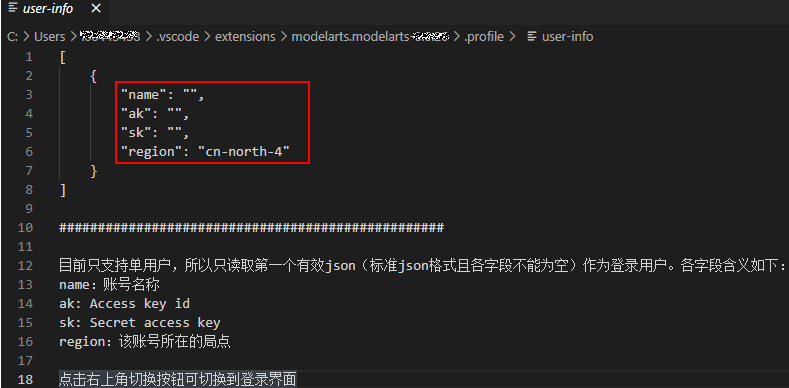 user-info
C: > Users > > .vscode > extensions > modelarts.modelarts- > .profile > user-info
1 [
2 {
3 "name": "",
4 "ak": "",
5 "sk": "",
6 "region": "cn-north-4"
7 }
8 ]
9
10 ##################################################
11
12 目前只支持单用户，所以只读取第一个有效json（标准json格式且各字段不能为空）作为登录用户。各字段含义如下：
13 name：账号名称
14 ak: Access key id
15 sk: Secret access key
16 region：该账号所在的局点
17
18 点击右上角切换按钮可切换到登录界面